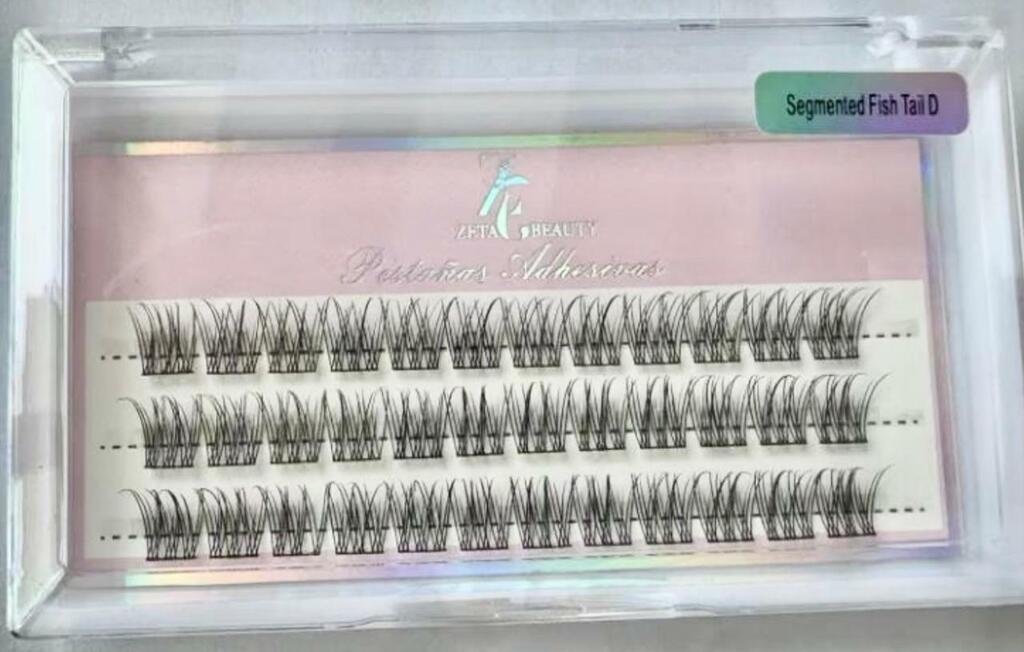 Segmented Fish Tail D
ZETA BEAUTY
Pestañas Adhesivas